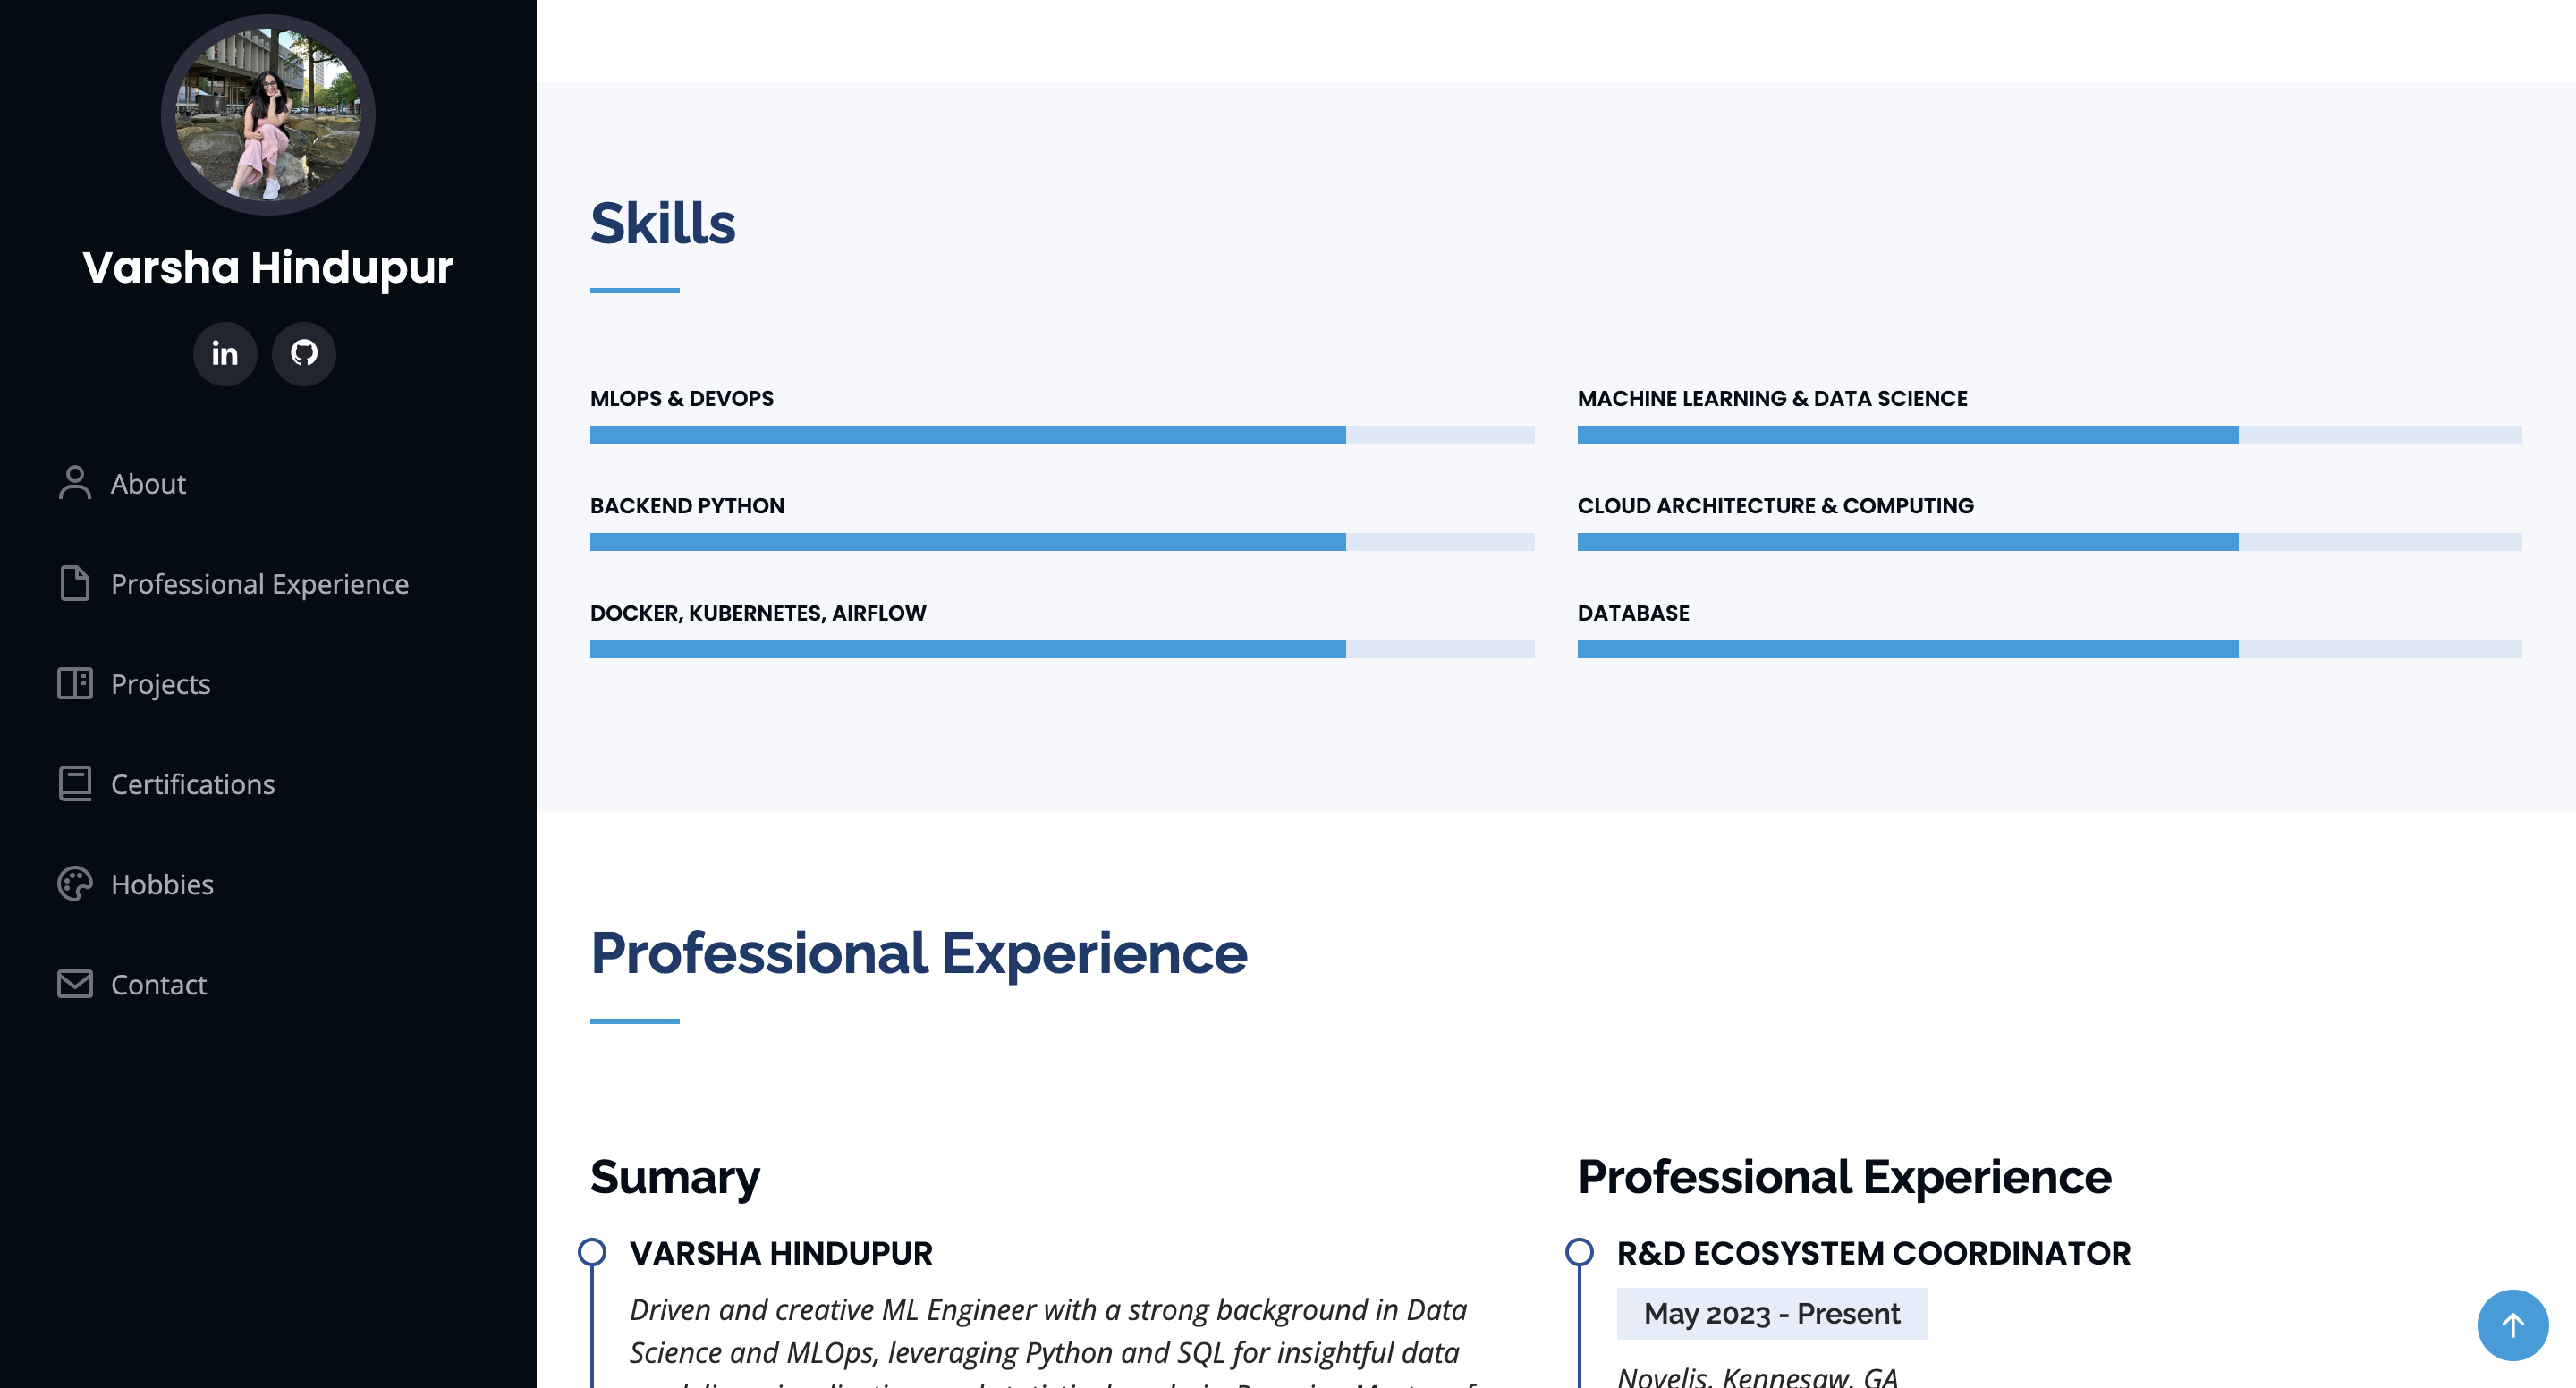 Varsha Hindupur
in
About
Professional Experience
Projects
Certifications
Hobbies
Contact
Skills
MLOPS & DEVOPS
MACHINE LEARNING & DATA SCIENCE
BACKEND PYTHON
CLOUD ARCHITECTURE & COMPUTING
DOCKER, KUBERNETES, AIRFLOW
DATABASE
Professional Experience
Sumary
VARSHA HINDUPUR
Driven and creative ML Engineer with a strong background in Data
Science and MLOps, leveraging Python and SQL for insightful data
Professional Experience
R&D ECOSYSTEM COORDINATOR
May 2023 - Present
Novelis, Kennesaw, GA